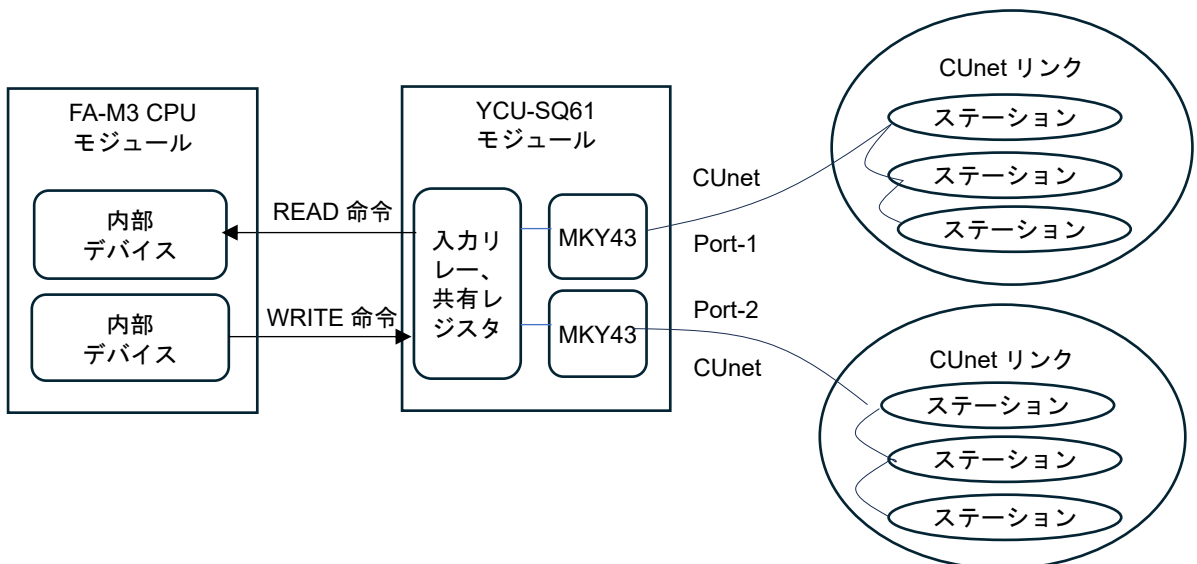 FA-M3 CPU
モジュール
内部
デバイス
内部
デバイス
READ 命令
WRITE 命令
YCU-SQ61
モジュール
入力リ
レー、
共有レ
ジスタ
MKY43
MKY43
CUnet
Port-1
Port-2
CUnet
CUnet リンク
ステーション
ステーション
ステーション
CUnet リンク
ステーション
ステーション
ステーション